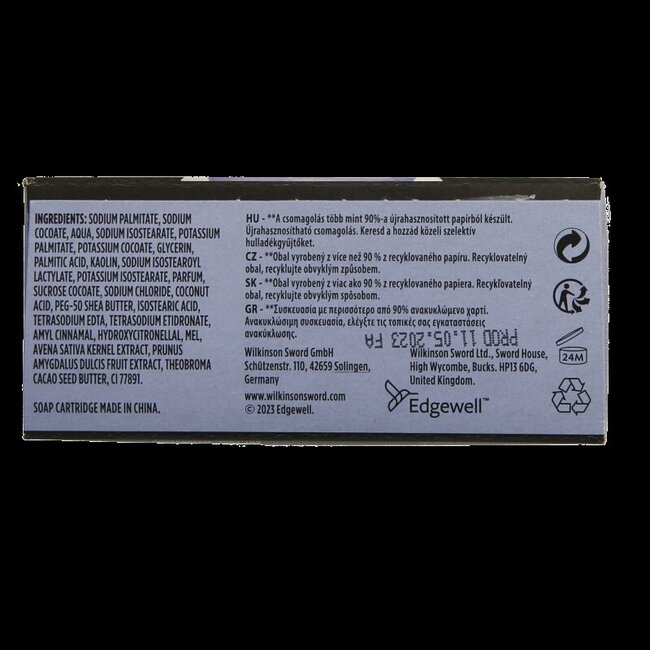 INGREDIENTS: SODIUM PALMITATE, SODIUM
COCOATE, AQUA, SODIUM ISOSTEARATE, POTASSIUM
PALMITATE, POTASSIUM COCOATE, GLYCERIN,
PALMITIC ACID, KAOLIN, SODIUM ISOSTEAROYL
LACTYLATE, POTASSIUM ISOSTEARATE, PARFUM,
SUCROSE COCOATE, SODIUM CHLORIDE, COCONUT
ACID, PEG-50 SHEA BUTTER, ISOSTEARIC ACID,
TETRASODIUM EDTA, TETRASODIUM ETIDRONATE,
AMYL CINNAMAL, HYDROXYCITRONELLAL, MEL,
AVENA SATIVA KERNEL EXTRACT, PRUNUS
AMYGDALUS DULCIS FRUIT EXTRACT, THEOBROMA
CACAO SEED BUTTER, CI 77891.
SOAP CARTRIDGE MADE IN CHINA.
HU - **A csomagolás több mint 90%-a újrahasznosított papírból készült.
Újrahasznosítható csomagolás. Keresd a hozzád közeli szelektív
hulladékgyűjtőket.
CZ - **Obal vyrobený z více než 90 % z recyklovaného papíru. Recyklovatelný
obal, recyklujte obvyklým způsobem.
SK - **Obal vyrobený z viac ako 90 % z recyklovaného papiera. Recyklovateľný
obal, recyklujte obvyklým spôsobom.
GR - **Συσκευασία με περισσότερο από 90% ανακυκλωμένο χαρτί.
Ανακυκλώσιμη συσκευασία, ελέγξτε τις τοπικές σας εγκαταστάσεις
ανακύκλωσης.
PROD 11.05.2023 FA
Wilkinson Sword GmbH
Schützenstr. 110, 42659 Solingen,
Germany
www.wilkinsonsword.com
© 2023 Edgewell.
Wilkinson Sword Ltd., Sword House,
High Wycombe, Bucks. HP13 6DG,
United Kingdom.
Edgewell™
24M